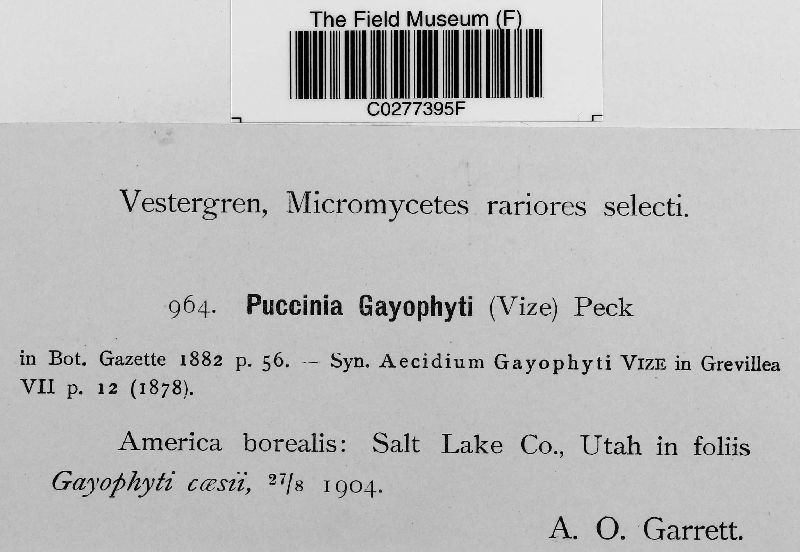 The Field Museum (F)
C0277395F
Vestergren, Micromycetes rariores selecti.
964. Puccinia Gayophyti (Vize) Peck
in Bot. Gazette 1882 p. 56. — Syn. Aecidium Gayophyti VIZE in Grevillea
VII p. 12 (1878).
America borealis: Salt Lake Co., Utah in foliis
Gayophyti cæsii, 27/8 1904.
A. O. Garrett.